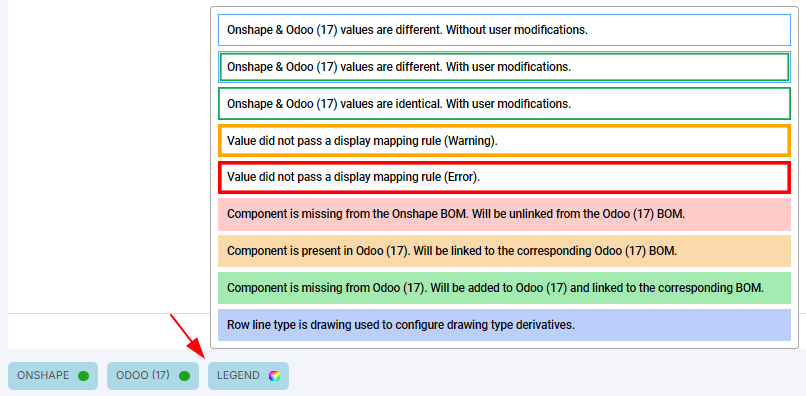 Onshape & Odoo (17) values are different. Without user modifications.
Onshape & Odoo (17) values are different. With user modifications.
Onshape & Odoo (17) values are identical. With user modifications.
Value did not pass a display mapping rule (Warning).
Value did not pass a display mapping rule (Error).
Component is missing from the Onshape BOM. Will be unlinked from the Odoo (17) BOM.
Component is present in Odoo (17). Will be linked to the corresponding Odoo (17) BOM.
Component is missing from Odoo (17). Will be added to Odoo (17) and linked to the corresponding BOM.
Row line type is drawing used to configure drawing type derivatives.
ONSHAPE ODOO (17) LEGEND